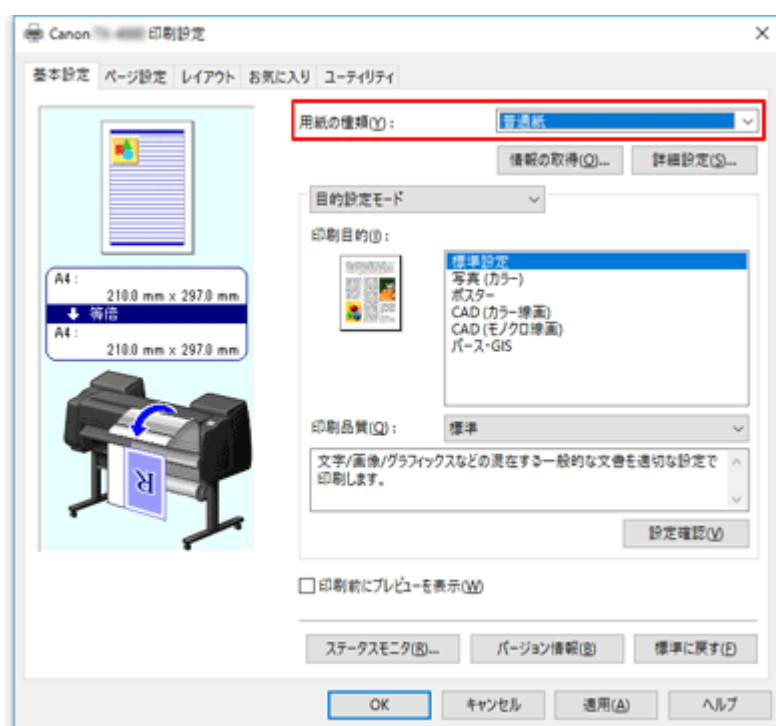 Canon 印刷設定
基本設定 ページ設定 レイアウト お気に入り ユーティリティ
用紙の種類(Y): 普通紙
情報の取得(O)... 詳細設定(S)...
目的設定モード
印刷目的(I):
標準設定
写真 (カラー)
ポスター
CAD (カラー線画)
CAD (モノクロ線画)
パース・GIS
A4 :
210.0 mm x 297.0 mm
等倍
A4 :
210.0 mm x 297.0 mm
R
印刷品質(Q): 標準
文字/画像/グラフィックスなどの混在する一般的な文書を適切な設定で
印刷します。
設定確認(V)
印刷前にプレビューを表示(W)
ステータスモニタ(R)... バージョン情報(B) 標準に戻す(F)
OK キャンセル 適用(A) ヘルプ